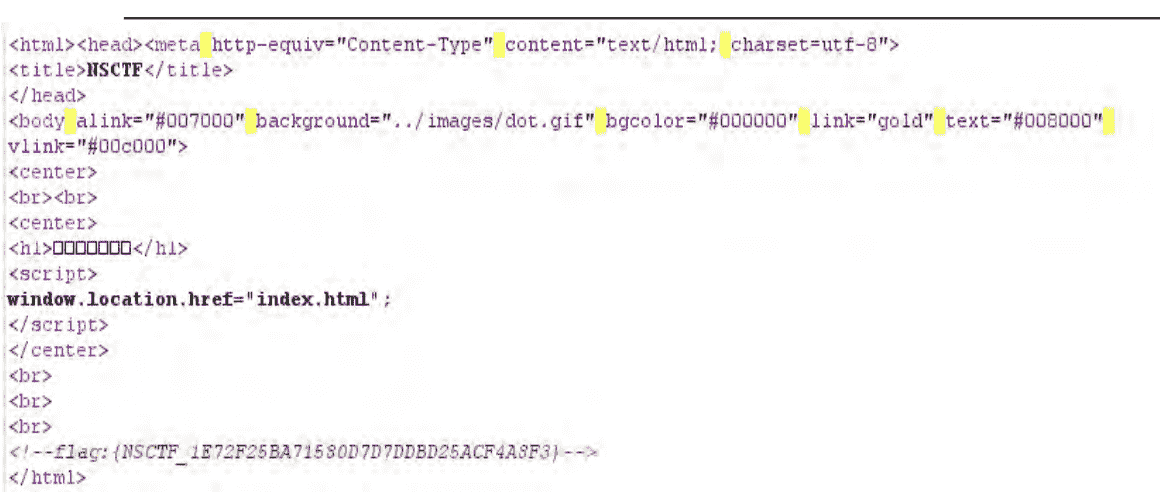 <html><head><meta http-equiv="Content-Type" content="text/html; charset=utf-8">
<title>NSCTF</title>
</head>
<body alink="#007000" background="../images/dot.gif" bgcolor="#000000" link="gold" text="#008000"
vlink="#00c000">
<center>
<br><br>
<center>
<h1>□□□□□□□</h1>
<script>
window.location.href="index.html";
</script>
</center>
<br>
<br>
<br>
<!--flag:{NSCTF_1E72F25BA71580D7D7DDBD25ACF4A8F3}-->
</html>